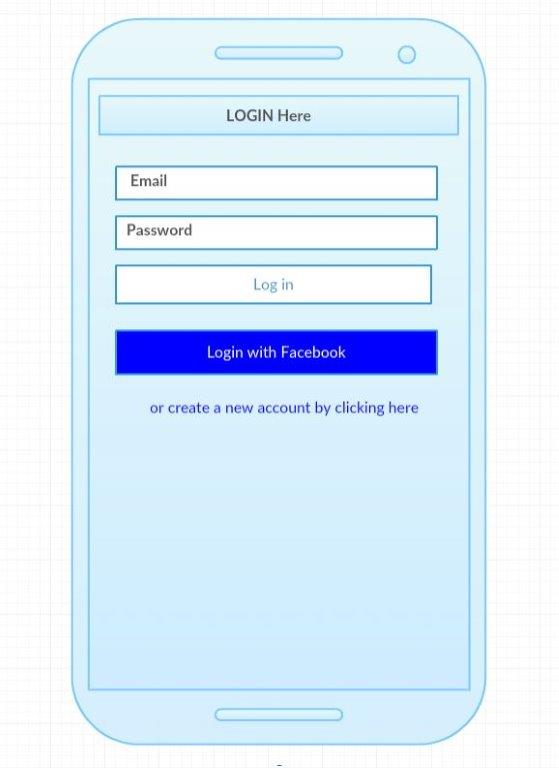 LOGIN Here
Email
Password
Log in
Login with Facebook
or create a new account by clicking here